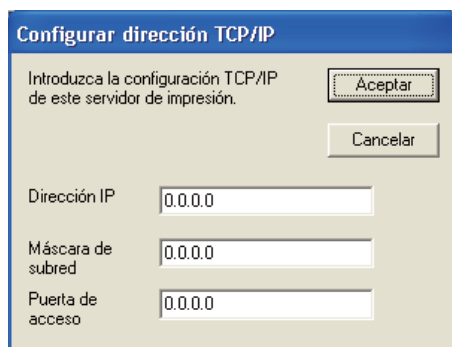 Configurar dirección TCP/IP
Introduzca la configuración TCP/IP
de este servidor de impresión.
Aceptar
Cancelar
Dirección IP
0.0.0.0
Máscara de
subred
0.0.0.0
Puerta de
acceso
0.0.0.0